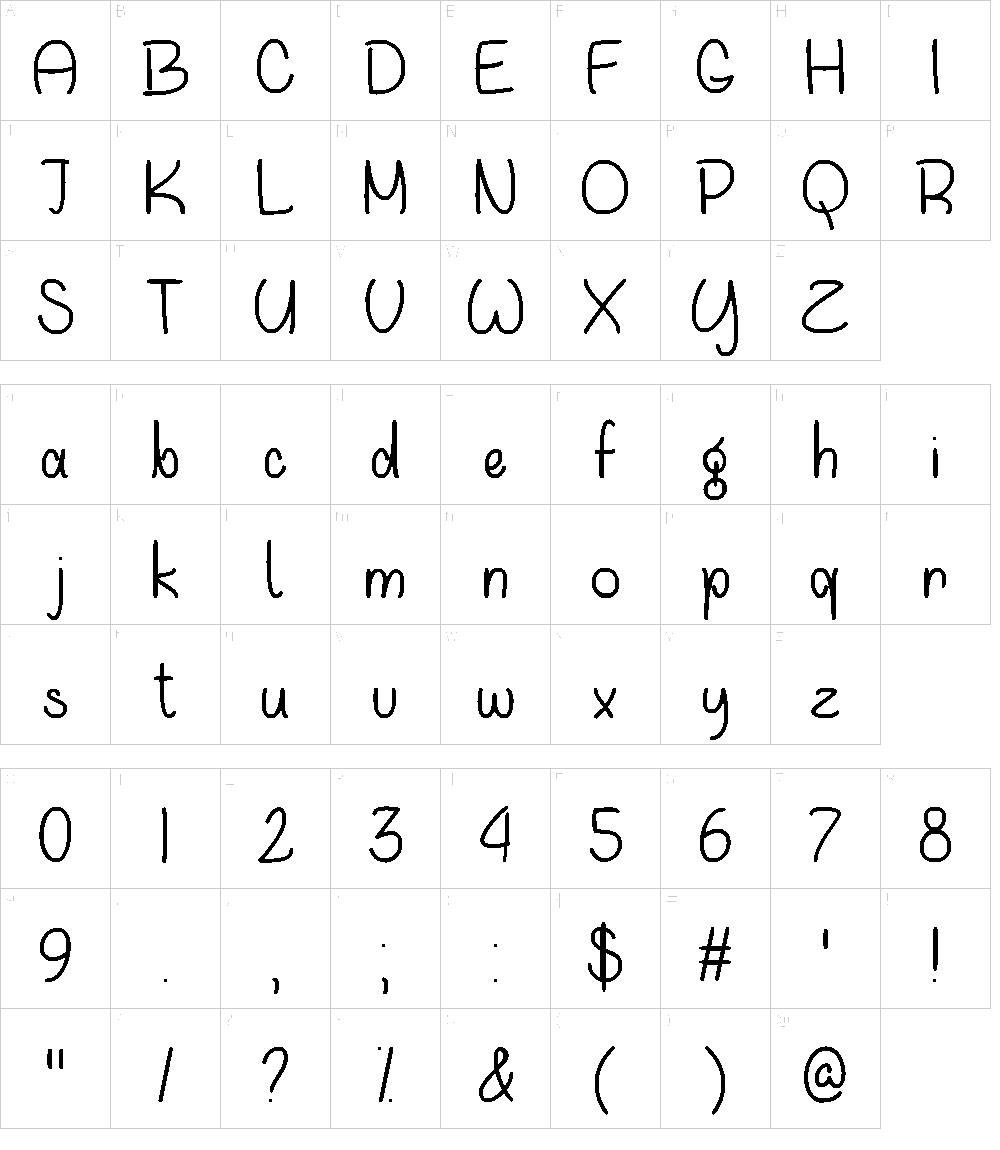 A B C D E F G H I
J K L M N O P Q R
S T U V W X Y Z
a b c d e f g h i
j k l m n o p q r
s t u v w x y z
0 1 2 3 4 5 6 7 8
9 . , ; : $ # ' !
" / ? % & ( ) @